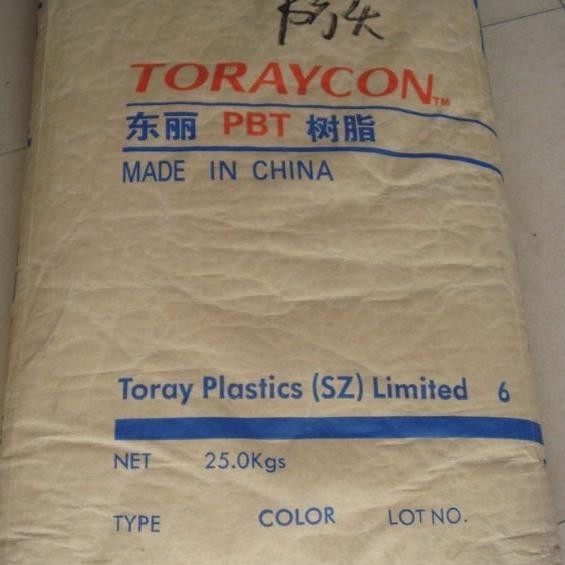 TORAYCON™
东丽 PBT 树脂
MADE IN CHINA
Toray Plastics (SZ) Limited 6
NET 25.0Kgs
TYPE COLOR LOT NO.